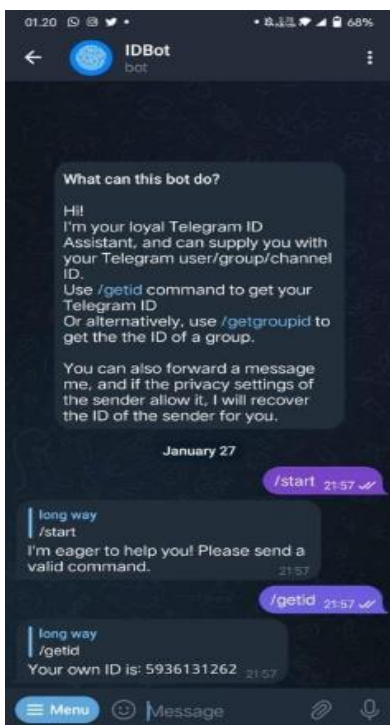 01.20
68%
IDBot
bot
What can this bot do?
Hi!
I'm your loyal Telegram ID
Assistant, and can supply you with
your Telegram user/group/channel
ID.
Use /getid command to get your
Telegram ID
Or alternatively, use /getgroupid to
get the the ID of a group.
You can also forward a message
me, and if the privacy settings of
the sender allow it, I will recover
the ID of the sender for you.
January 27
/start 21:57
long way
/start
I'm eager to help you! Please send a
valid command.
21:57
/getid 21:57
long way
/getid
Your own ID is: 5936131262 21:57
Menu
Message